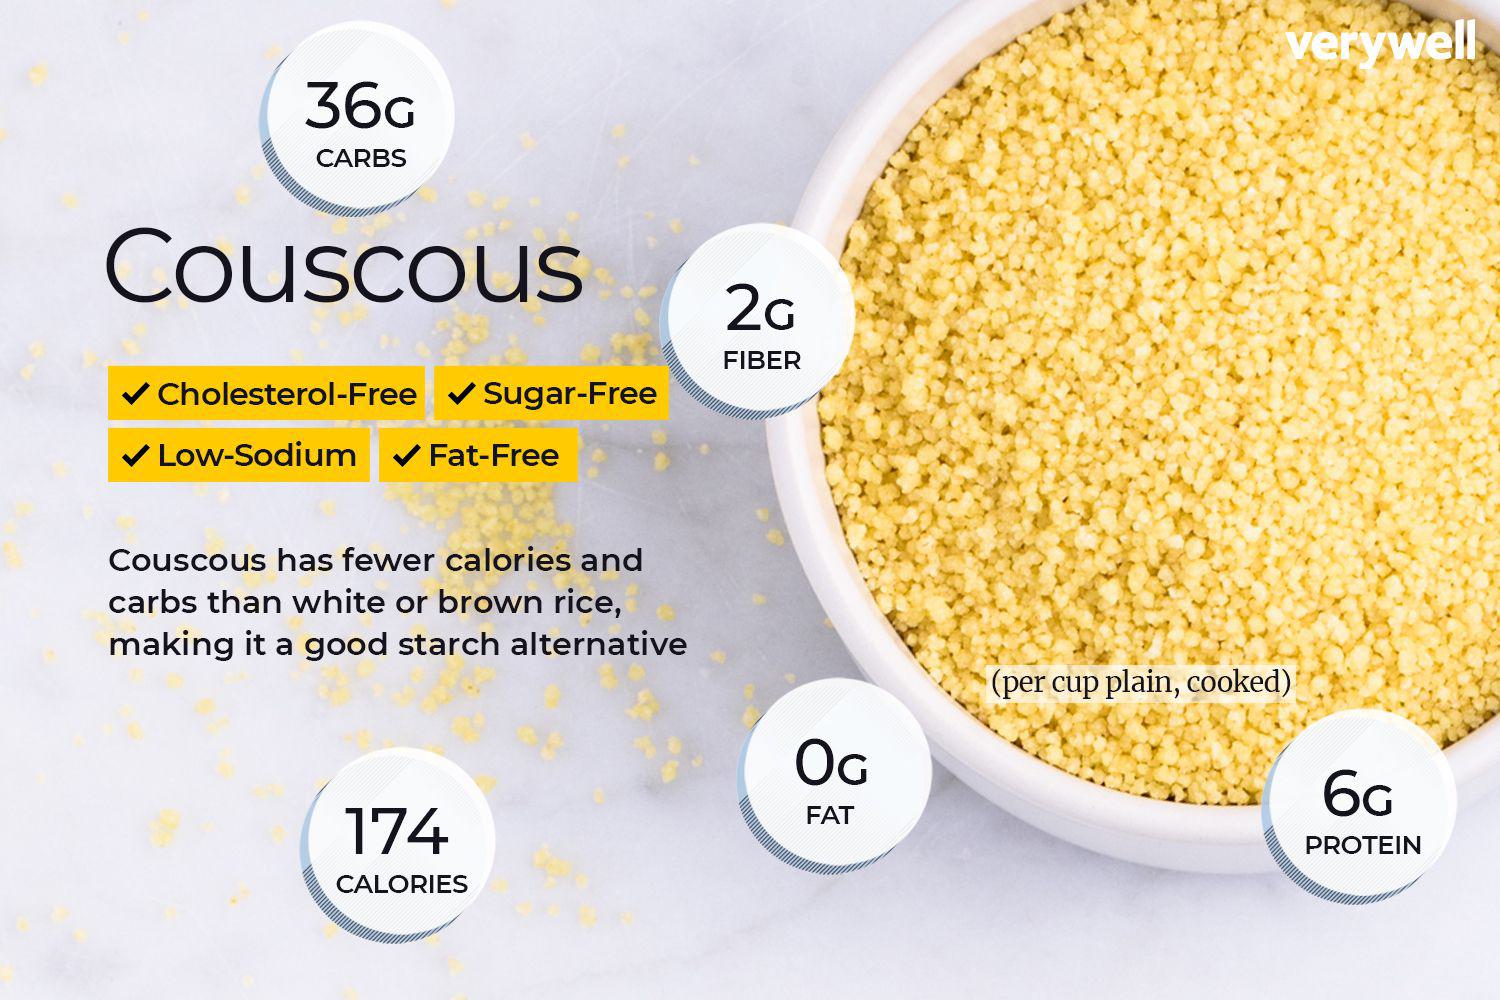 verywell
36G
CARBS
Couscous
2G
FIBER
✓ Cholesterol-Free ✓ Sugar-Free
✓ Low-Sodium ✓ Fat-Free
Couscous has fewer calories and
carbs than white or brown rice,
making it a good starch alternative
(per cup plain, cooked)
174
CALORIES
0G
FAT
6G
PROTEIN